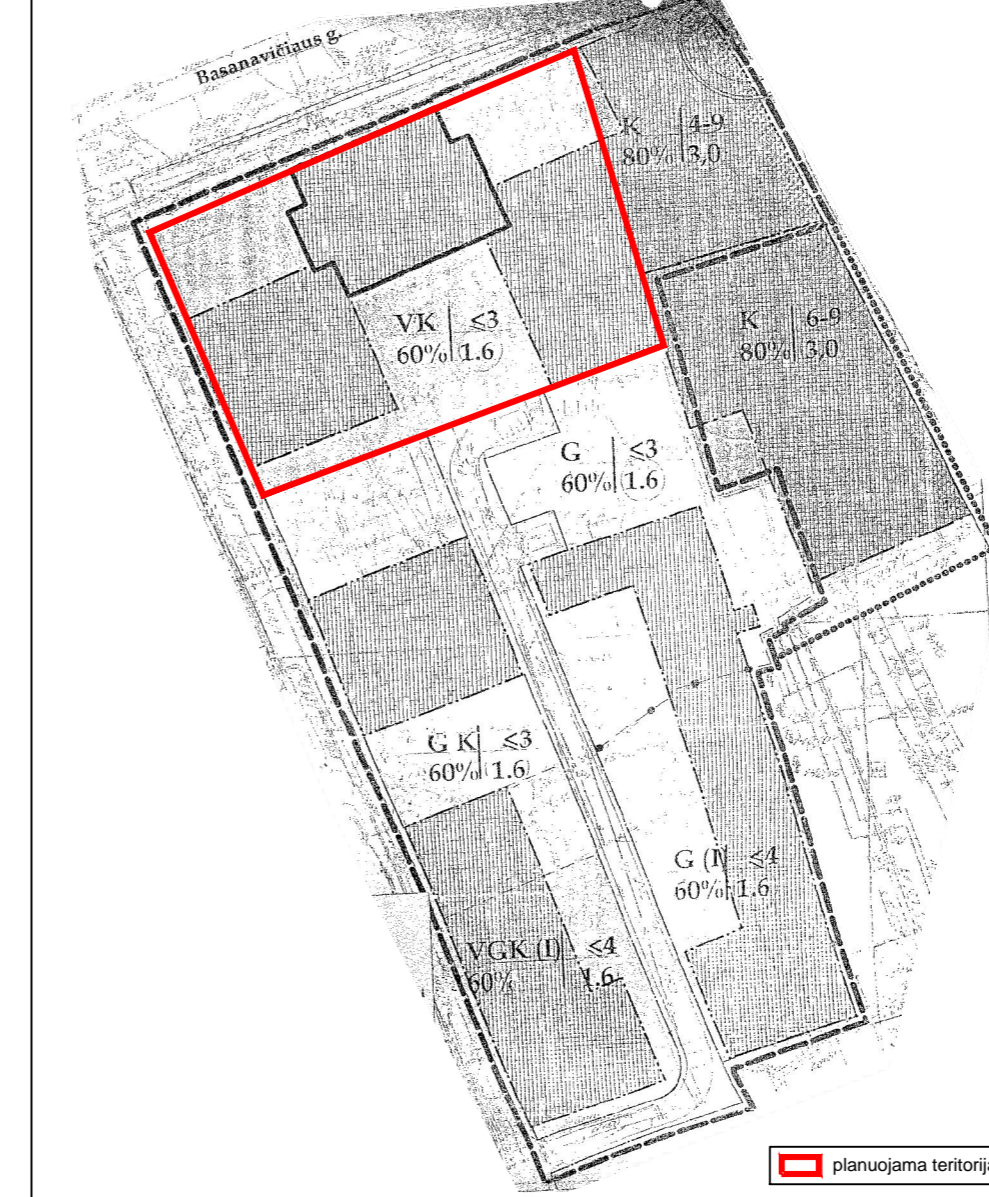 Basanavičiaus g.
K 4-9
80% 3,0
VK ≤3
60% (1.6)
K 6-9
80% 3,0
G ≤3
60% (1.6)
G K ≤3
60% (1.6)
G (I) ≤4
60% 1.6
VGK (I) ≤4
60% 1.6
planuojama teritorija